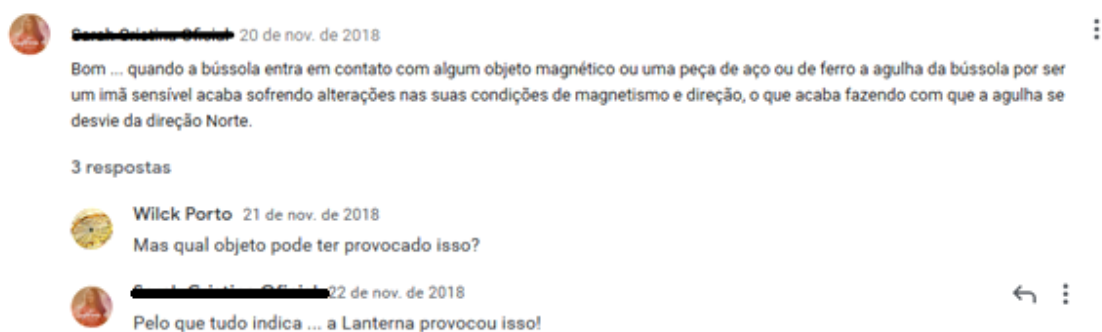 20 de nov. de 2018
Bom ... quando a bússola entra em contato com algum objeto magnético ou uma peça de aço ou de ferro a agulha da bússola por ser
um imã sensível acaba sofrendo alterações nas suas condições de magnetismo e direção, o que acaba fazendo com que a agulha se
desvie da direção Norte.
3 respostas
Wilck Porto 21 de nov. de 2018
Mas qual objeto pode ter provocado isso?
22 de nov. de 2018
Pelo que tudo indica ... a Lanterna provocou isso!